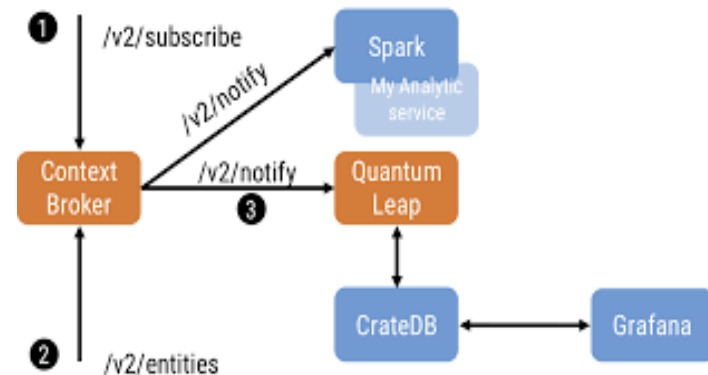 1
/v2/subscribe
Spark
My Analytic
service
/v2/notify
Context
Broker
/v2/notify
3
Quantum
Leap
CrateDB
Grafana
2
/v2/entities